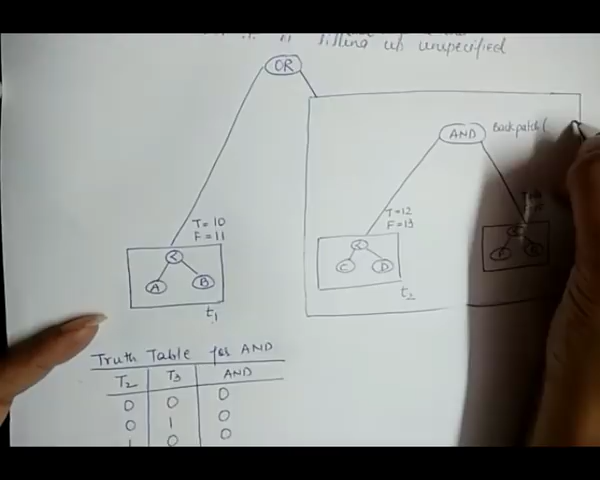 filling up unspecified
OR
AND
Backpatch(
T=10
F=11
T=12
F=13
<
A
B
t1
<
C
D
t2
<
E
Truth Table for AND
T2 T3 AND
0 0 0
0 1 0
1 0 0